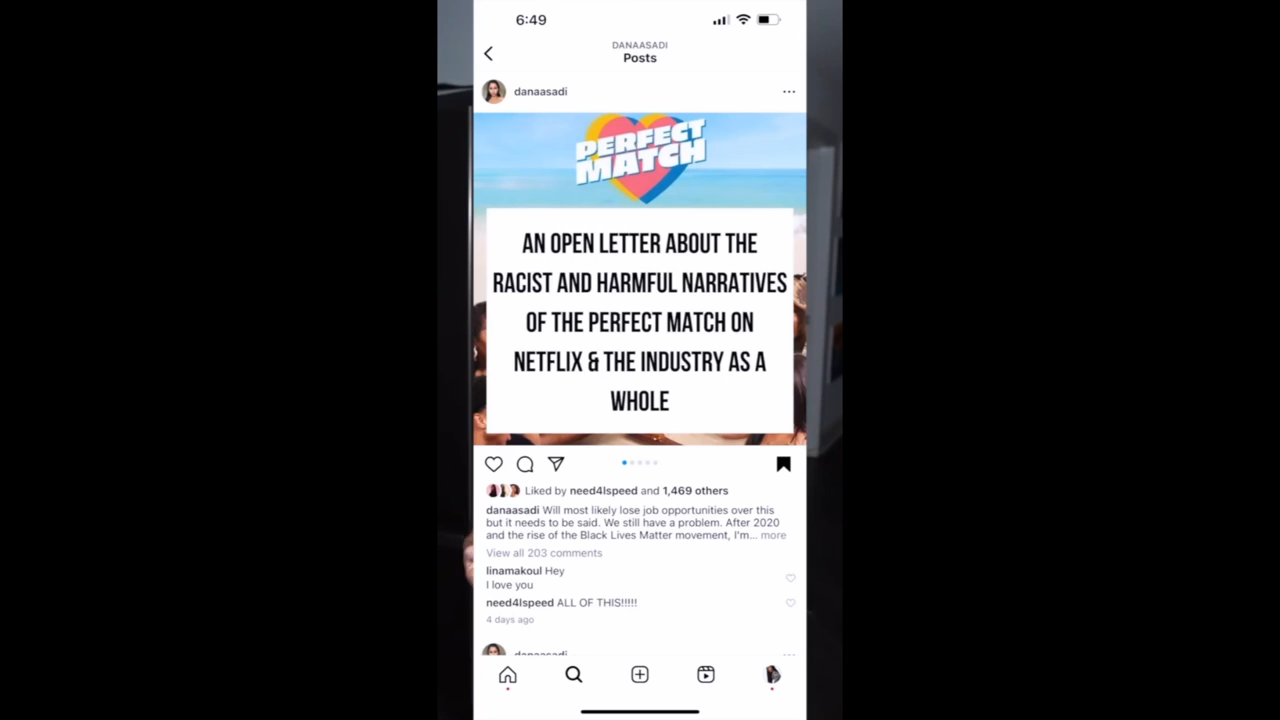 6:49
DANAASADI
Posts
danaasadi
PERFECT
MATCH
AN OPEN LETTER ABOUT THE
RACIST AND HARMFUL NARRATIVES
OF THE PERFECT MATCH ON
NETFLIX & THE INDUSTRY AS A
WHOLE
Liked by need4lspeed and 1,469 others
danaasadi Will most likely lose job opportunities over this
but it needs to be said. We still have a problem. After 2020
and the rise of the Black Lives Matter movement, I'm... more
View all 203 comments
linamakoul Hey
I love you
need4lspeed ALL OF THIS!!!!!
4 days ago
danaasadi